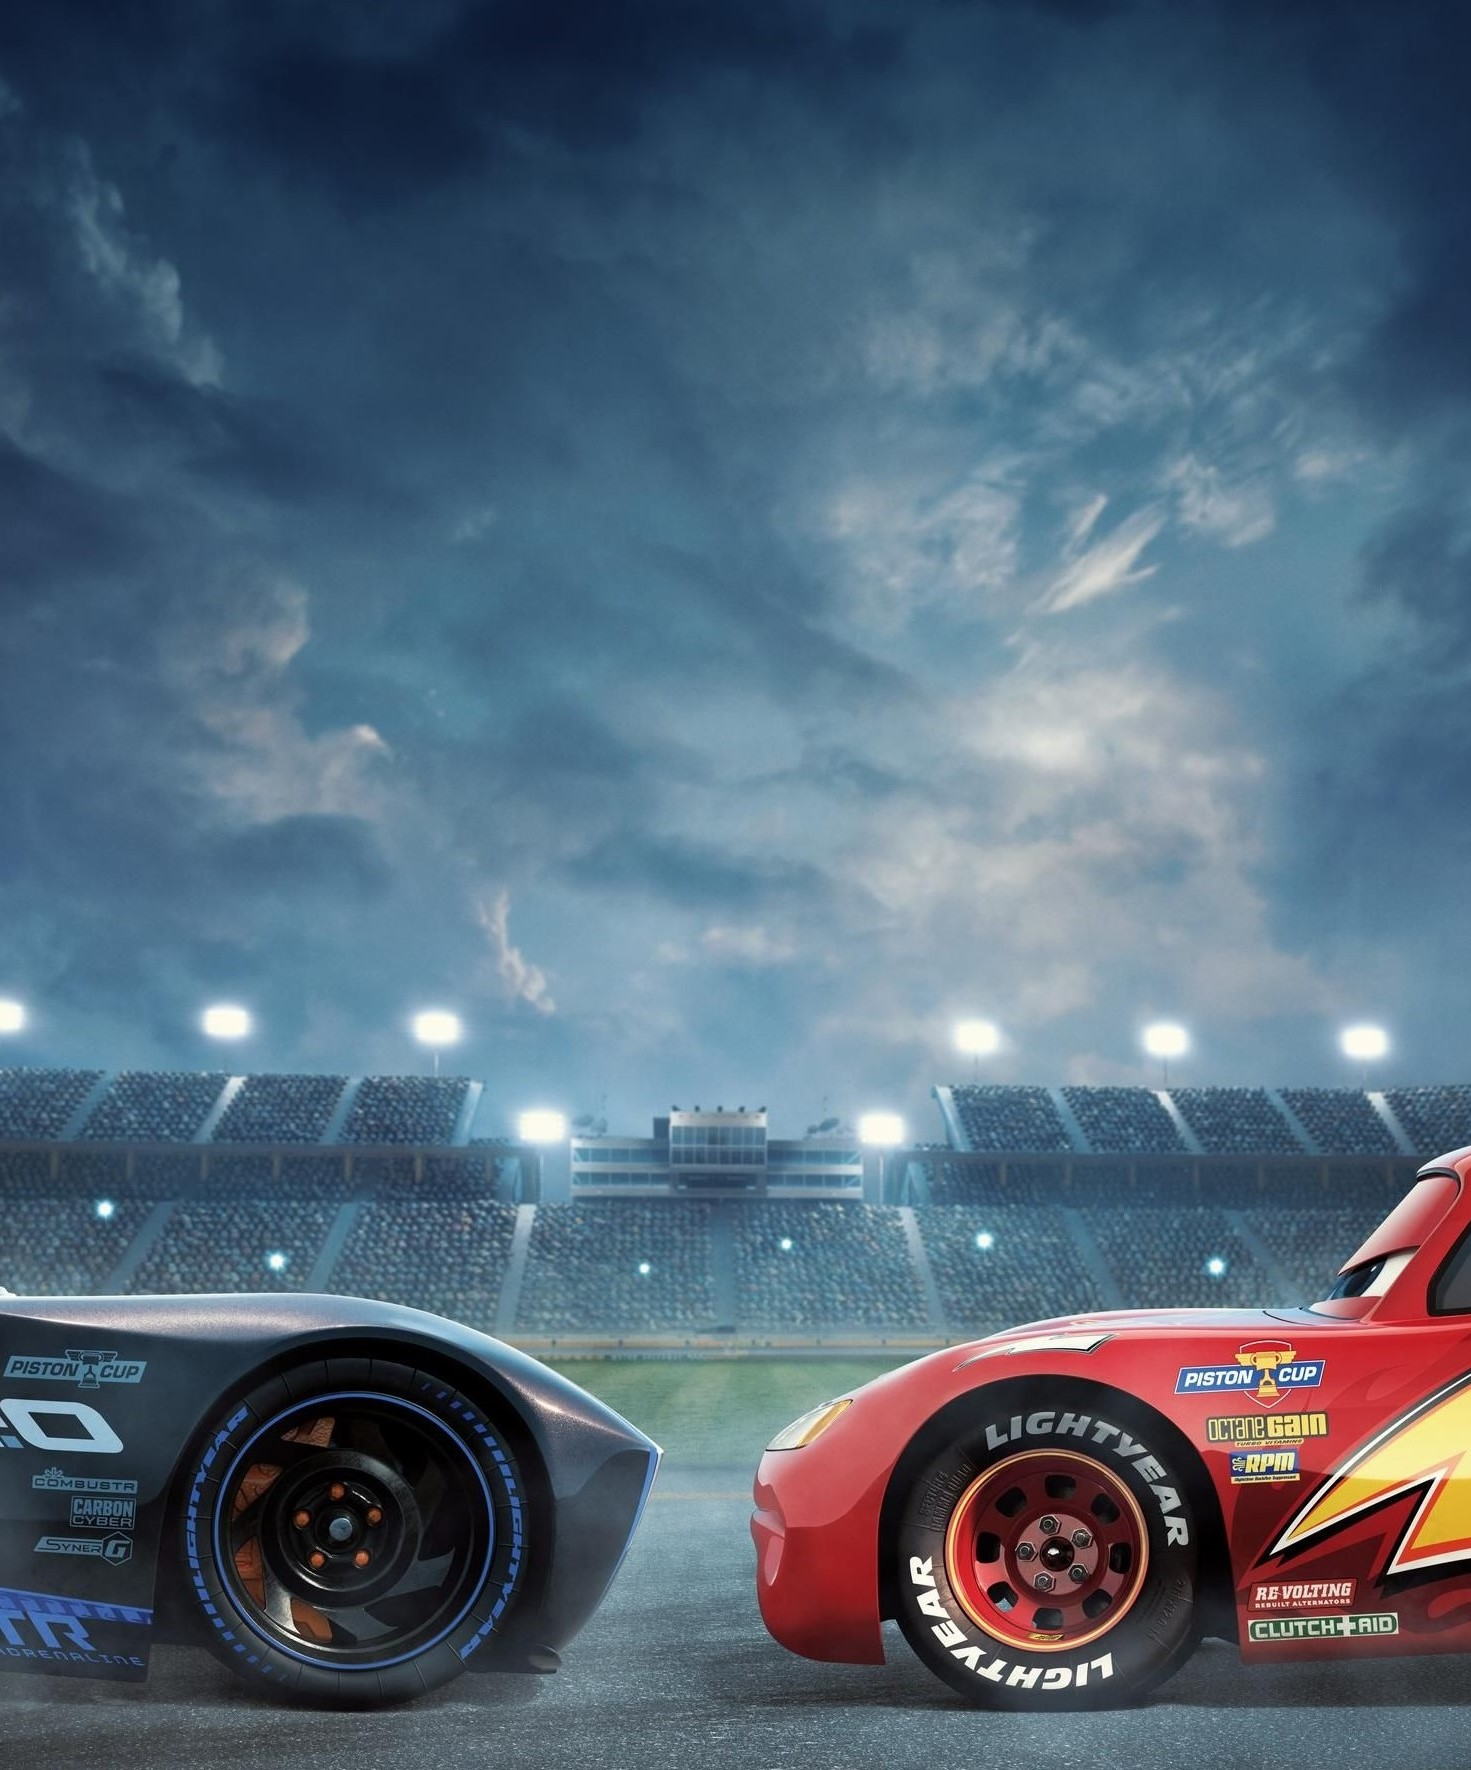 PISTON CUP
.0
COMBUSTR
CARBON
CYBER
SYNER G
TR
ADRENALINE
LIGHTYEAR
LIGHTYEAR
LIGHTYEAR
LIGHTYEAR
LIGHTYEAR
PISTON CUP
OCTANE GAIN
TURBO VITAMINS
RPM
RE-VOLTING
REBUILT ALTERNATORS
CLUTCH+AID